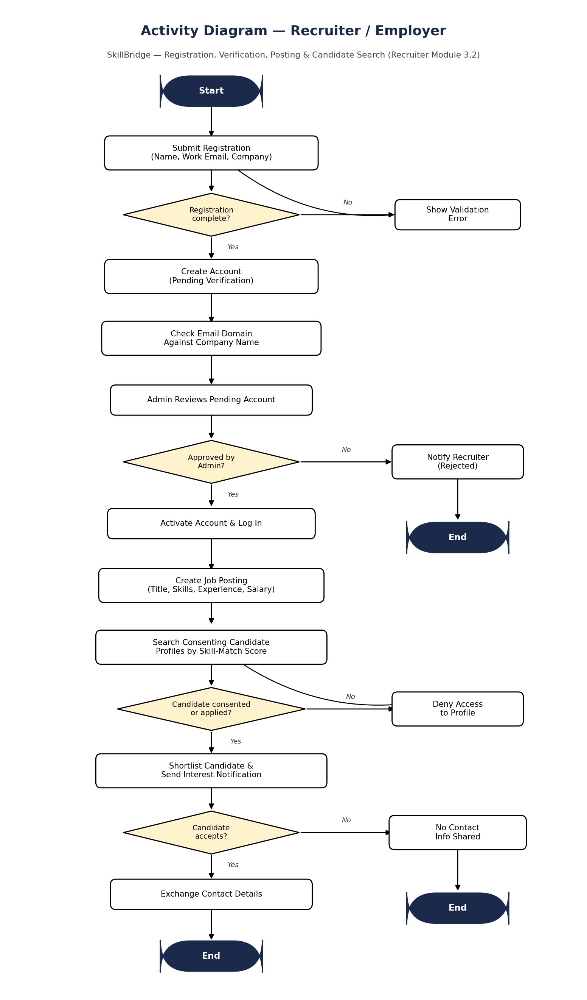 Activity Diagram — Recruiter / Employer
SkillBridge — Registration, Verification, Posting & Candidate Search (Recruiter Module 3.2)
Start
Submit Registration
(Name, Work Email, Company)
Registration
complete?
No
Show Validation
Error
Yes
Create Account
(Pending Verification)
Check Email Domain
Against Company Name
Admin Reviews Pending Account
Approved by
Admin?
No
Notify Recruiter
(Rejected)
Yes
Activate Account & Log In
End
Create Job Posting
(Title, Skills, Experience, Salary)
Search Consenting Candidate
Profiles by Skill-Match Score
Candidate consented
or applied?
No
Deny Access
to Profile
Yes
Shortlist Candidate &
Send Interest Notification
Candidate
accepts?
No
No Contact
Info Shared
Yes
Exchange Contact Details
End
End